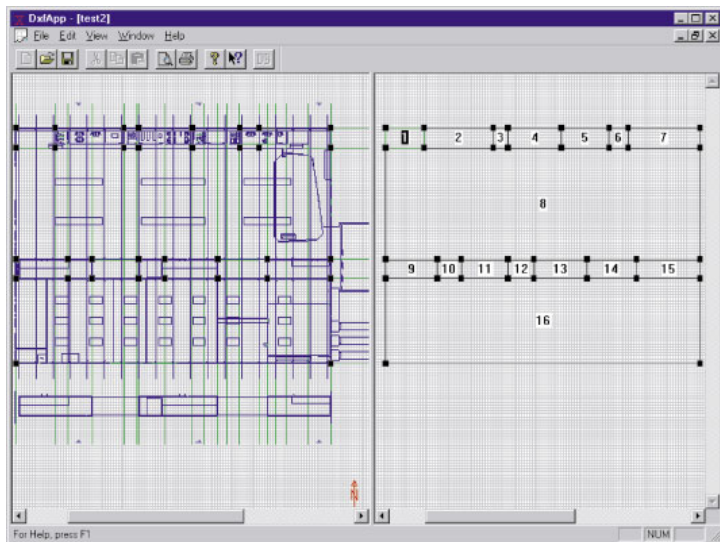 DxfApp - [test2]
File Edit View Window Help
1 2 3 4 5 6 7
8
9 10 11 12 13 14 15
16
N
For Help, press F1
NUM